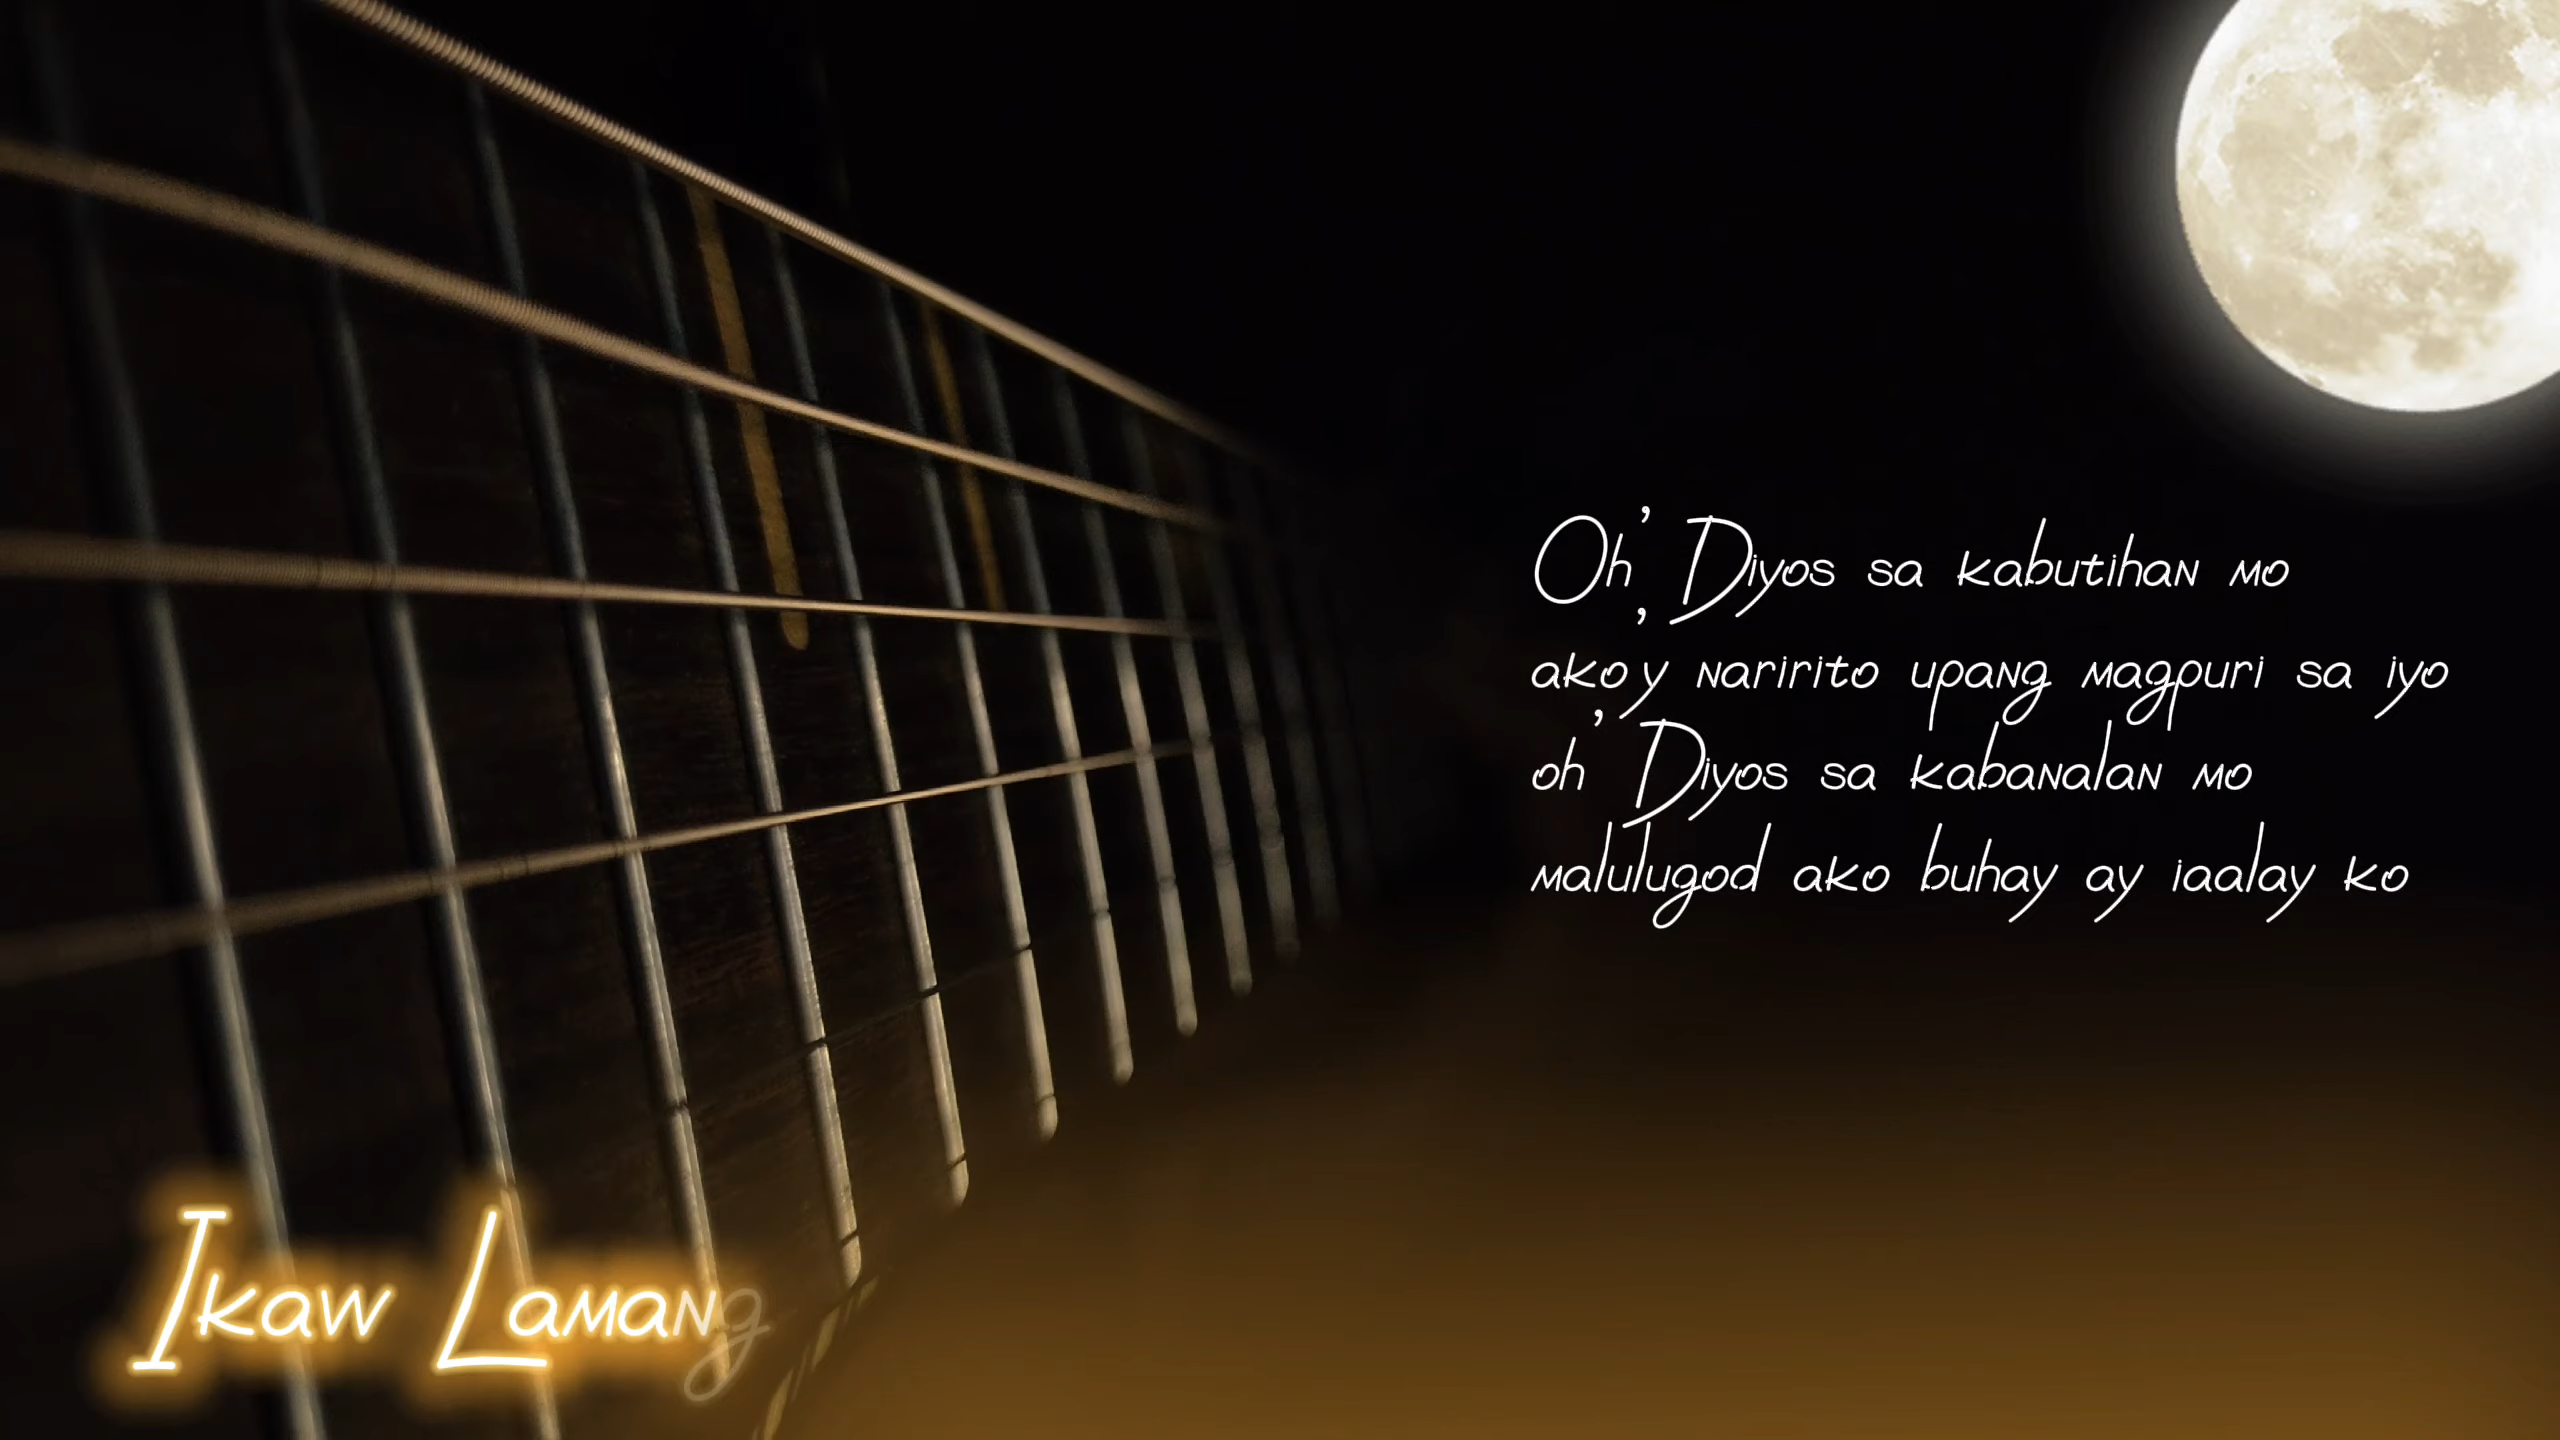 Oh' Diyos sa kabutihan mo
ako'y naririto upang magpuri sa iyo
oh' Diyos sa kabanalan mo
malulugod ako buhay ay iaalay ko
Ikaw Lamang